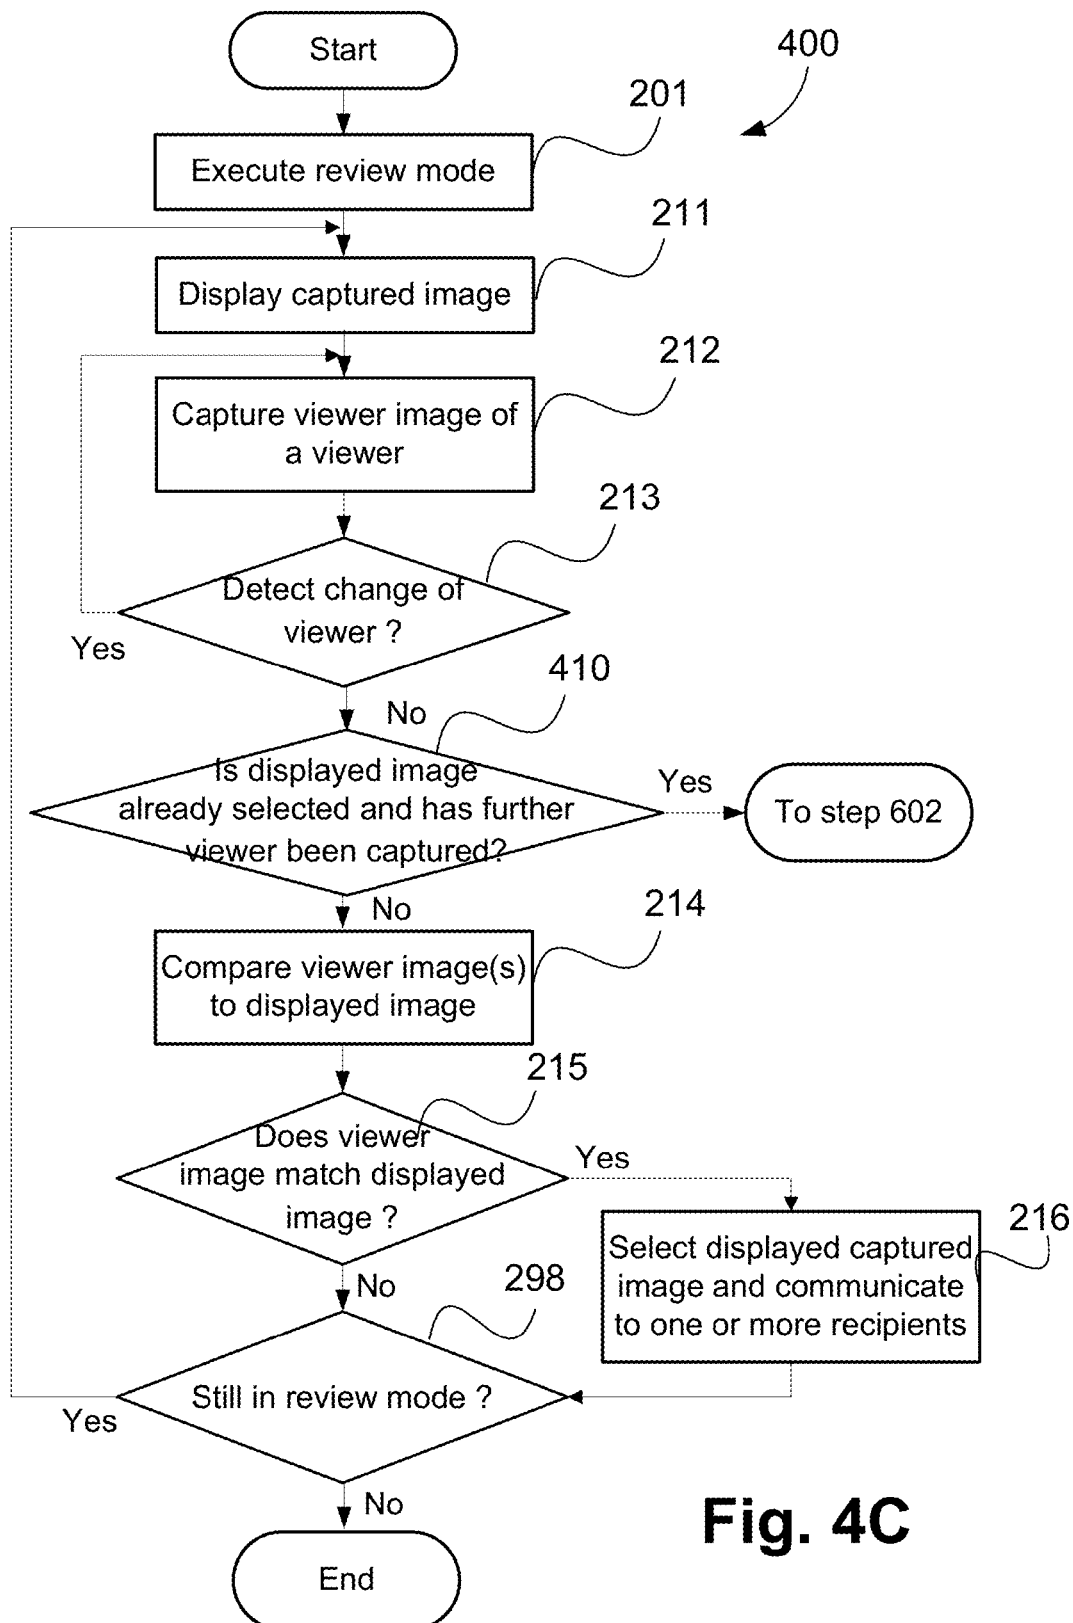 Start
400
201
Execute review mode
211
Display captured image
212
Capture viewer image of
a viewer
213
Detect change of
viewer ?
Yes
410
No
Is displayed image
already selected and has further
viewer been captured?
Yes
To step 602
No
214
Compare viewer image(s)
to displayed image
215
Does viewer
image match displayed
image ?
Yes
216
Select displayed captured
image and communicate
to one or more recipients
No
298
Still in review mode ?
Yes
No
Fig. 4C
End